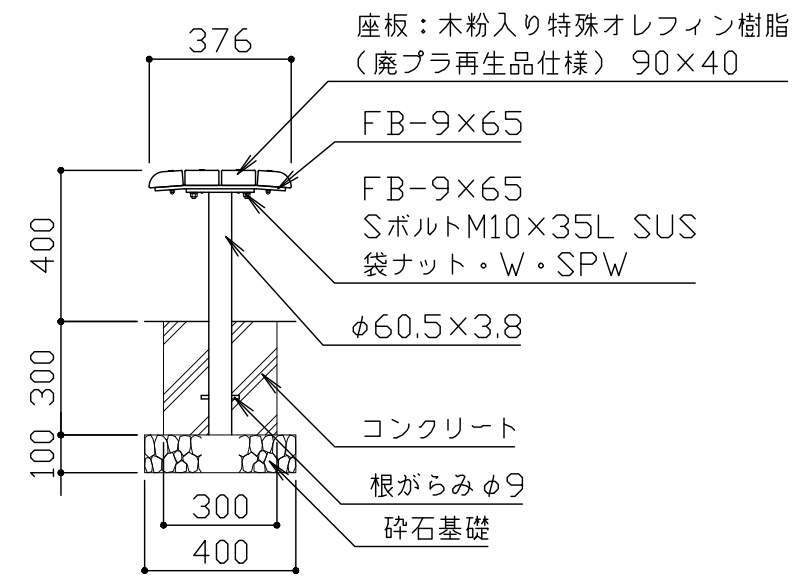 座板：木粉入り特殊オレフィン樹脂
（廃プラ再生品仕様） 90×40
376
FB-9×65
FB-9×65
SボルトM10×35L SUS
袋ナット・W・SPW
400
φ60.5×3.8
300
コンクリート
100
根がらみφ9
300
砕石基礎
400